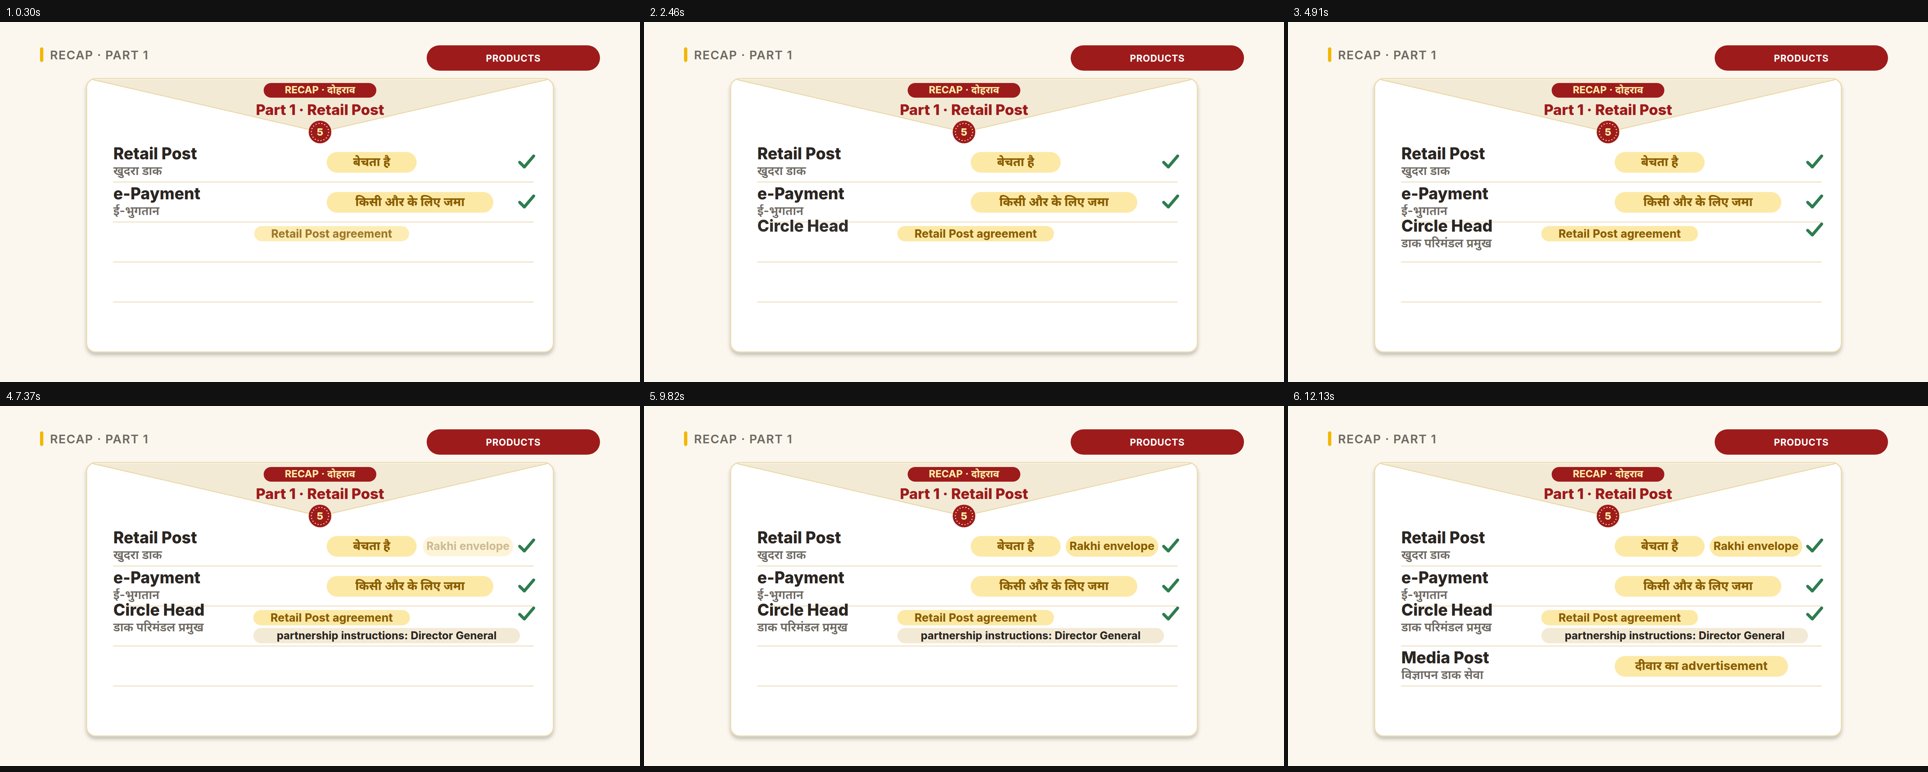 1. 0.30s
RECAP · PART 1
PRODUCTS
RECAP · दोहराव
Part 1 · Retail Post
5
Retail Post
खुदरा डाक
बेचता है
e-Payment
ई-भुगतान
किसी और के लिए जमा
Retail Post agreement
2. 2.46s
RECAP · PART 1
PRODUCTS
RECAP · दोहराव
Part 1 · Retail Post
5
Retail Post
खुदरा डाक
बेचता है
e-Payment
ई-भुगतान
किसी और के लिए जमा
Circle Head
Retail Post agreement
3. 4.91s
RECAP · PART 1
PRODUCTS
RECAP · दोहराव
Part 1 · Retail Post
5
Retail Post
खुदरा डाक
बेचता है
e-Payment
ई-भुगतान
किसी और के लिए जमा
Circle Head
डाक परिमंडल प्रमुख
Retail Post agreement
4. 7.37s
RECAP · PART 1
PRODUCTS
RECAP · दोहराव
Part 1 · Retail Post
5
Retail Post
खुदरा डाक
बेचता है
Rakhi envelope
e-Payment
ई-भुगतान
किसी और के लिए जमा
Circle Head
डाक परिमंडल प्रमुख
Retail Post agreement
partnership instructions: Director General
5. 9.82s
RECAP · PART 1
PRODUCTS
RECAP · दोहराव
Part 1 · Retail Post
5
Retail Post
खुदरा डाक
बेचता है
Rakhi envelope
e-Payment
ई-भुगतान
किसी और के लिए जमा
Circle Head
डाक परिमंडल प्रमुख
Retail Post agreement
partnership instructions: Director General
6. 12.13s
RECAP · PART 1
PRODUCTS
RECAP · दोहराव
Part 1 · Retail Post
5
Retail Post
खुदरा डाक
बेचता है
Rakhi envelope
e-Payment
ई-भुगतान
किसी और के लिए जमा
Circle Head
डाक परिमंडल प्रमुख
Retail Post agreement
partnership instructions: Director General
Media Post
विज्ञापन डाक सेवा
दीवार का advertisement